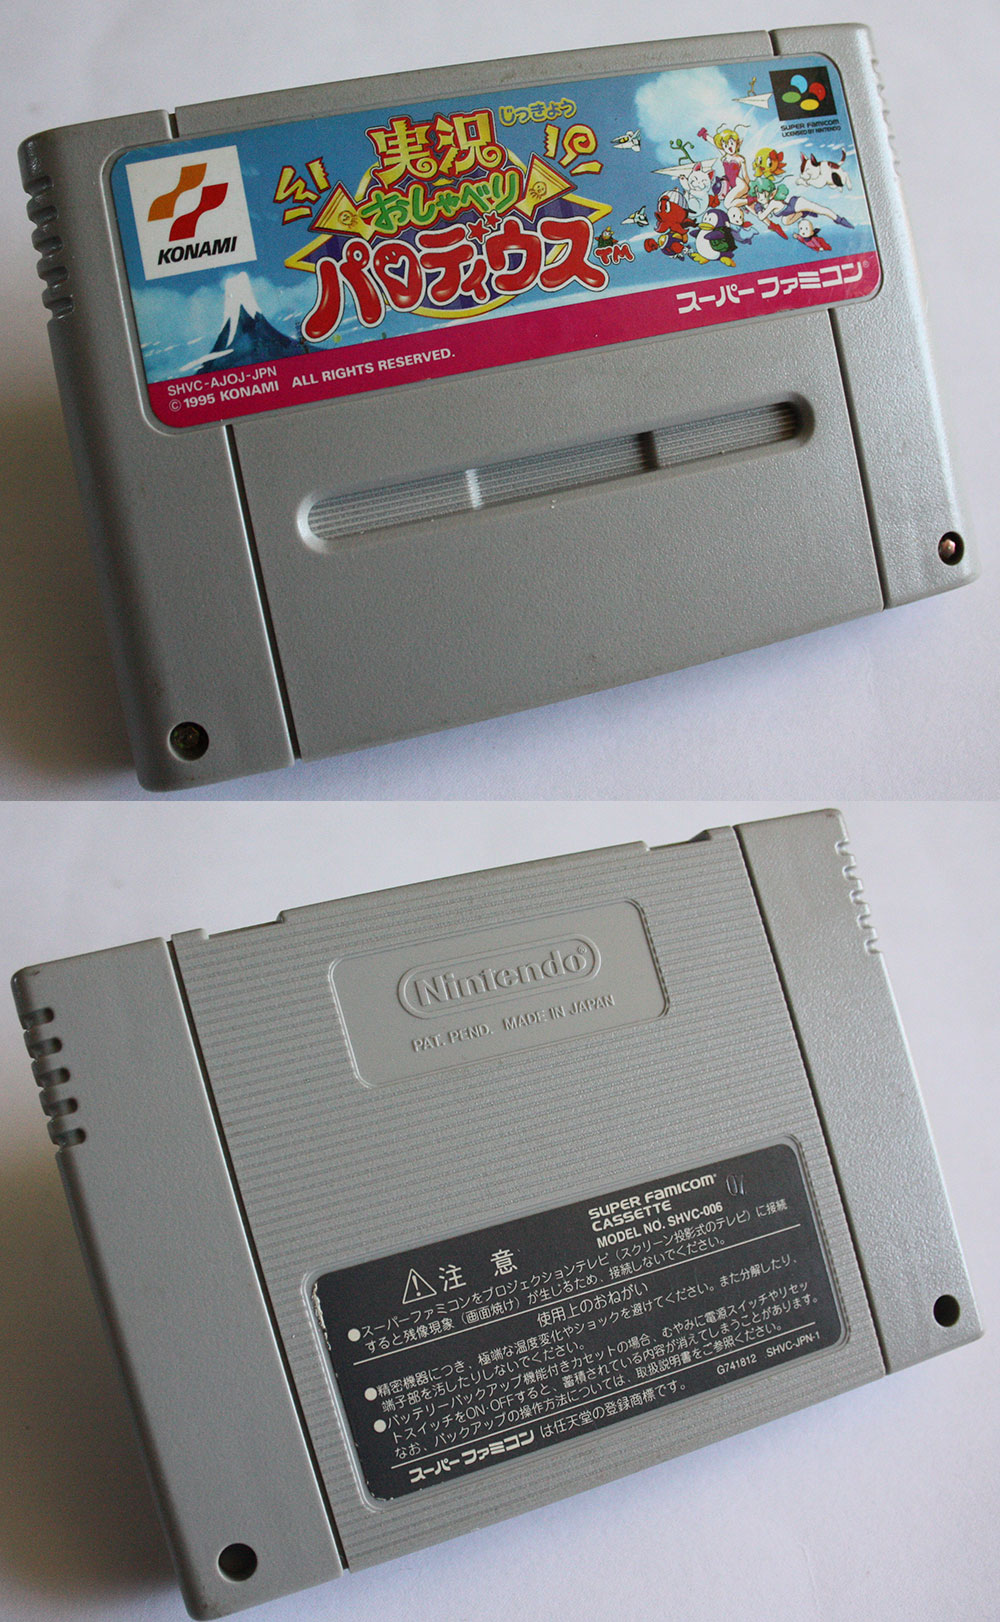 KONAMI
じっきょう
実況
おしゃべり
パロディウス™
SUPER FAMICOM
LICENSED BY NINTENDO
スーパーファミコン®
SHVC-AJOJ-JPN
© 1995 KONAMI ALL RIGHTS RESERVED.
Nintendo®
PAT. PEND. MADE IN JAPAN
SUPER FAMICOM®
CASSETTE
MODEL NO. SHVC-006
07
注意
●スーパーファミコンをプロジェクションテレビ(スクリーン投影式のテレビ)に接続
すると残像現象(画面焼け)が生じるため、接続しないでください。
使用上のおねがい
●精密機器につき、極端な温度変化やショックを避けてください。また分解したり、
端子部を汚したりしないでください。
●バッテリーバックアップ機能付きカセットの場合、むやみに電源スイッチやリセッ
トスイッチをON・OFFすると、蓄積されている内容が消えてしまうことがあります。
なお、バックアップの操作方法については、取扱説明書をご参照ください。
スーパーファミコンは任天堂の登録商標です。
G741812 SHVC-JPN-1